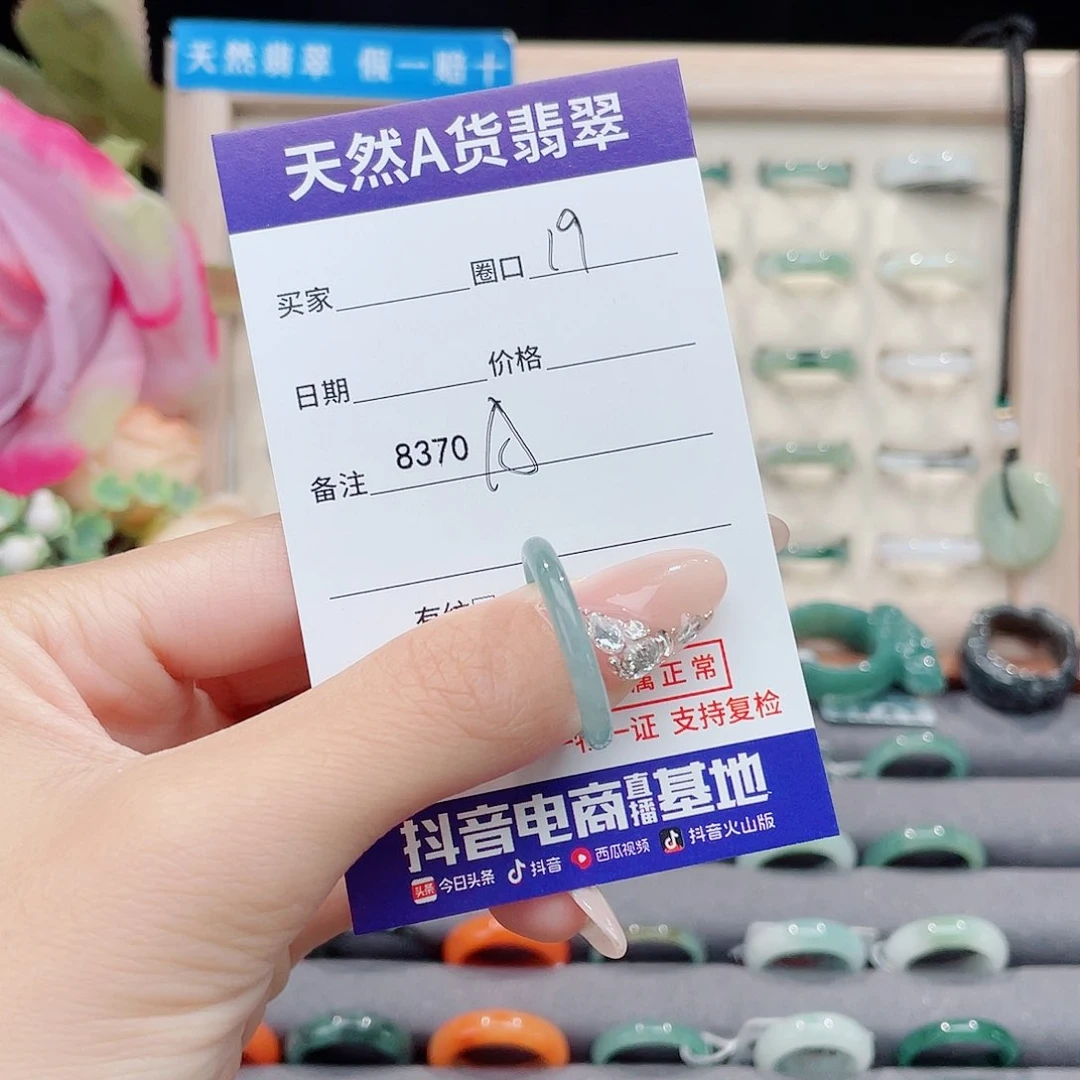 天然翡翠 假一赔十
天然A货翡翠
买家 圈口 19
日期 价格
备注 8370 A
有纹
属正常
一证 支持复检
抖音电商直播基地
头条 今日头条 抖音 西瓜视频 抖音火山版